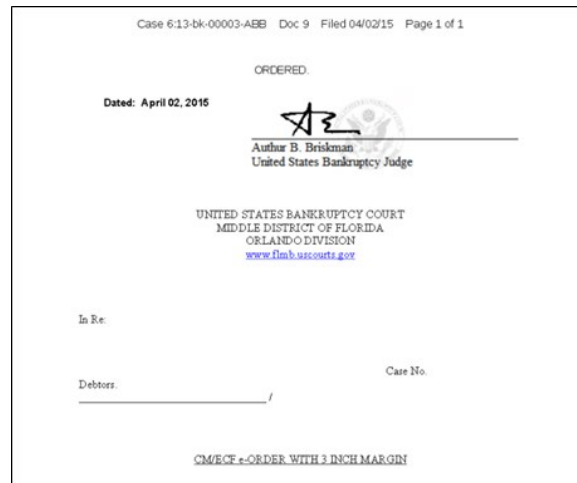 Case 6:13-bk-00003-ABB Doc 9 Filed 04/02/15 Page 1 of 1
ORDERED.
Dated: April 02, 2015
Authur B. Briskman
United States Bankruptcy Judge
UNITED STATES BANKRUPTCY COURT
MIDDLE DISTRICT OF FLORIDA
ORLANDO DIVISION
www.flmb.uscourts.gov
In Re:
Case No.
Debtors.
/
CM/ECF e-ORDER WITH 3 INCH MARGIN